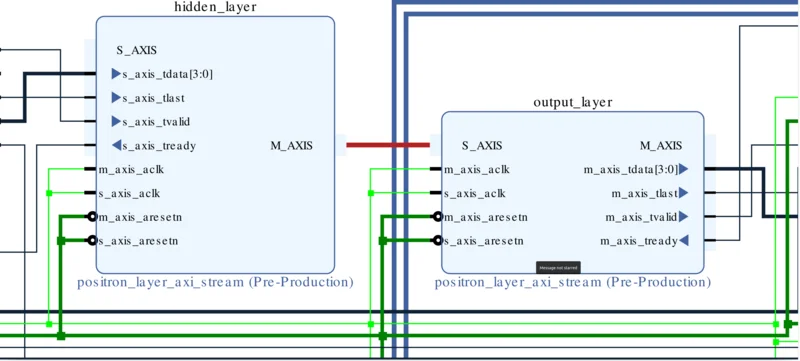 hidden_layer
S_AXIS
s_axis_tdata[3:0]
s_axis_tlast
s_axis_tvalid
s_axis_tready
M_AXIS
m_axis_aclk
s_axis_aclk
m_axis_aresetn
s_axis_aresetn
positron_layer_axi_stream (Pre-Production)
output_layer
S_AXIS
M_AXIS
m_axis_aclk
m_axis_tdata[3:0]
s_axis_aclk
m_axis_tlast
m_axis_aresetn
m_axis_tvalid
s_axis_aresetn
m_axis_tready
Message not starred
positron_layer_axi_stream (Pre-Production)